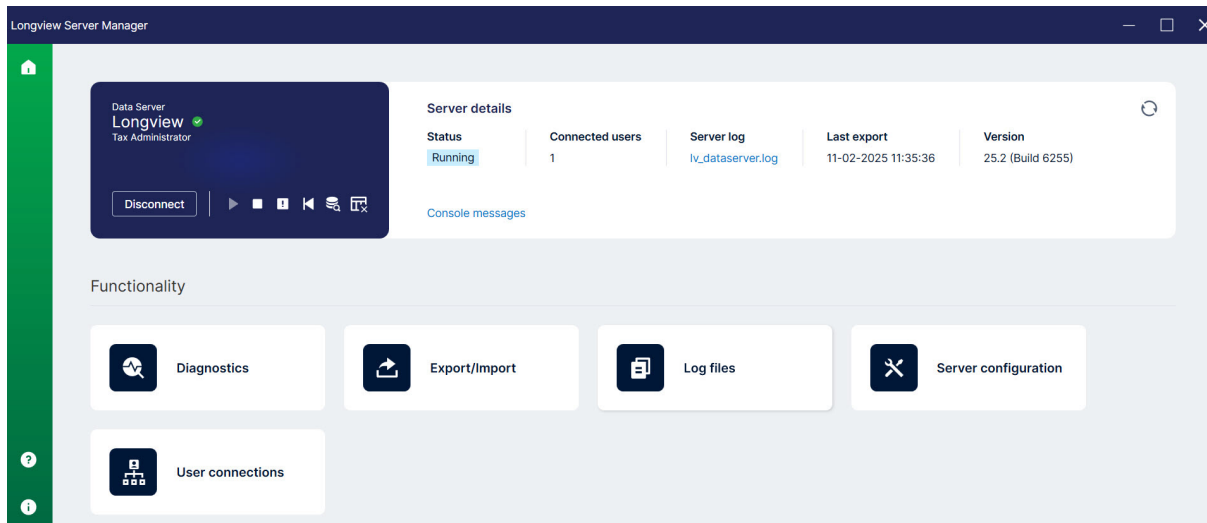 Longview Server Manager
Data Server
Longview
Tax Administrator
Disconnect
Server details
Status Connected users Server log Last export Version
Running 1 lv_dataserver.log 11-02-2025 11:35:36 25.2 (Build 6255)
Console messages
Functionality
Diagnostics Export/Import Log files Server configuration
User connections